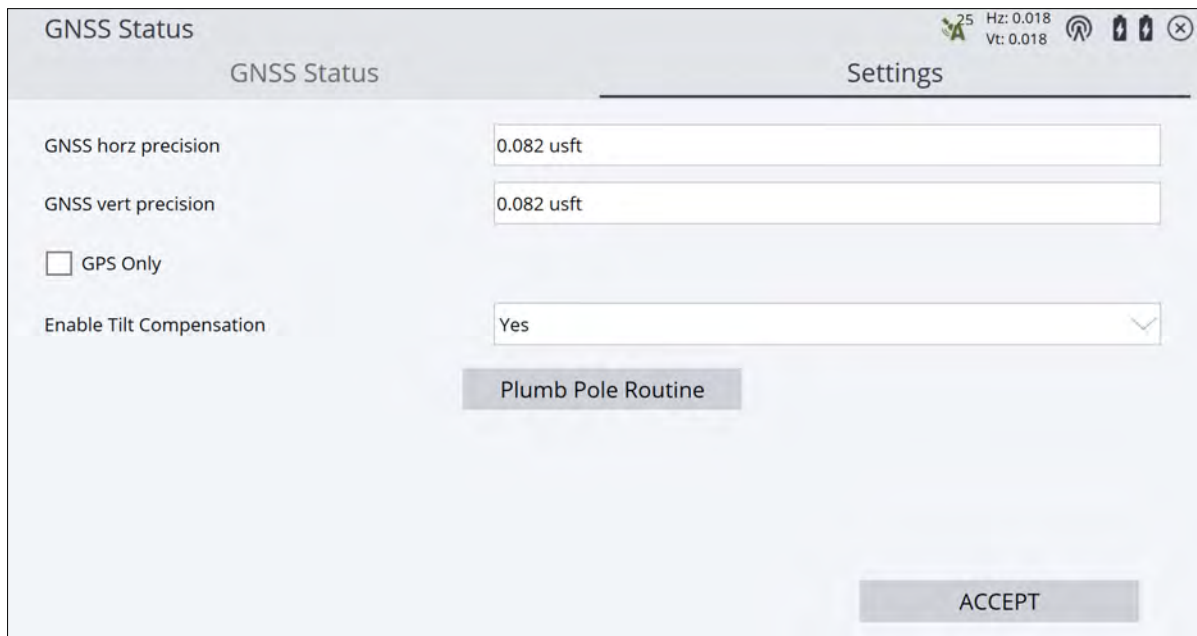 GNSS Status
25 Hz: 0.018
Vt: 0.018
GNSS Status Settings
GNSS horz precision 0.082 usft
GNSS vert precision 0.082 usft
GPS Only
Enable Tilt Compensation Yes
Plumb Pole Routine
ACCEPT